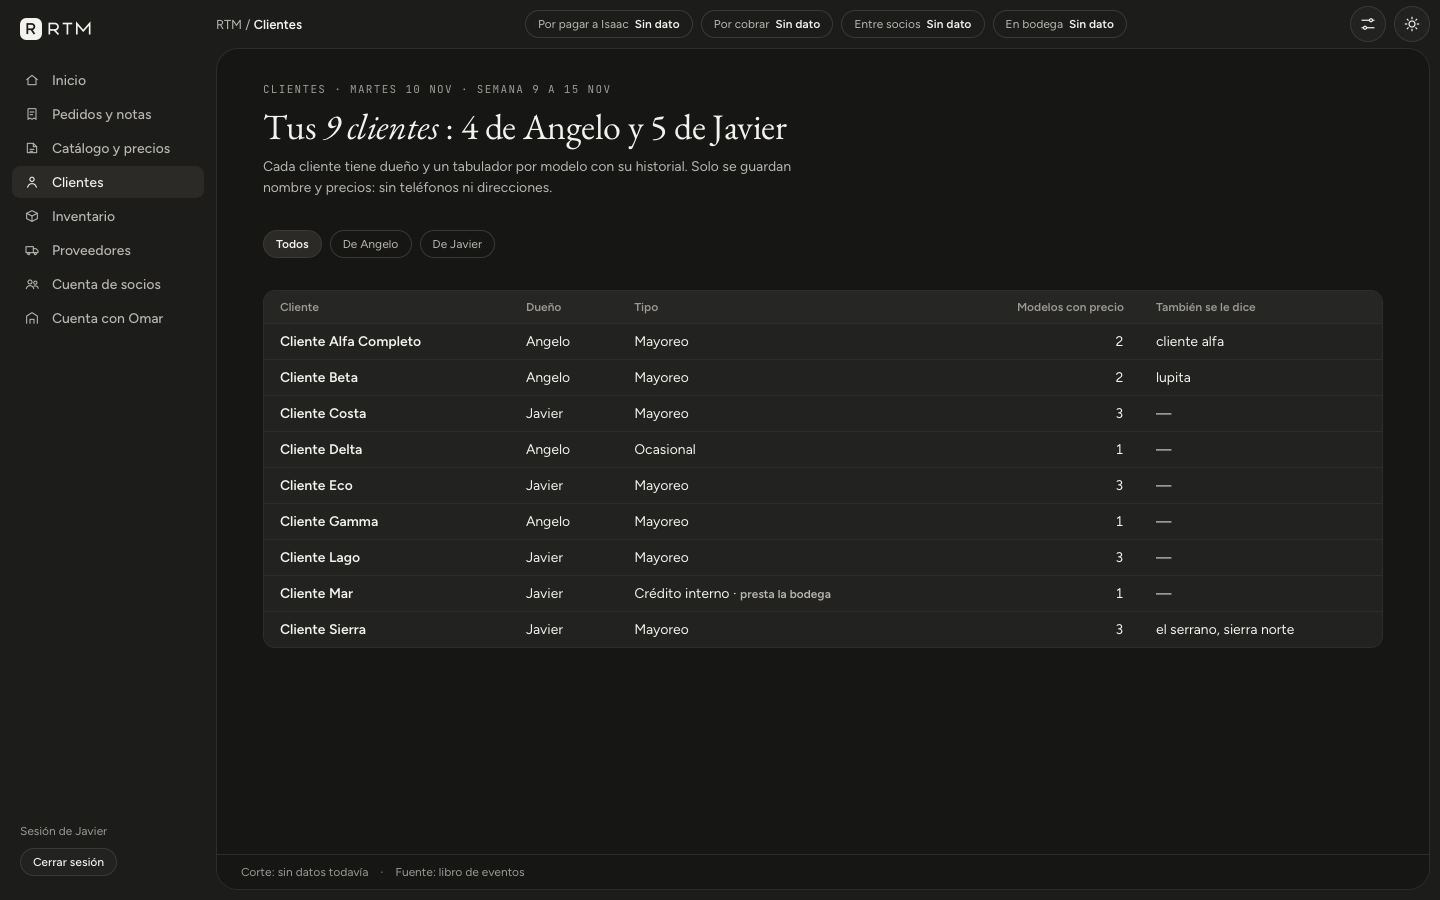 R RTM
RTM / Clientes
Por pagar a Isaac Sin dato
Por cobrar Sin dato
Entre socios Sin dato
En bodega Sin dato
Inicio
Pedidos y notas
Catálogo y precios
Clientes
Inventario
Proveedores
Cuenta de socios
Cuenta con Omar
Sesión de Javier
Cerrar sesión
CLIENTES · MARTES 10 NOV · SEMANA 9 A 15 NOV
Tus 9 clientes : 4 de Angelo y 5 de Javier
Cada cliente tiene dueño y un tabulador por modelo con su historial. Solo se guardan
nombre y precios: sin teléfonos ni direcciones.
Todos De Angelo De Javier
Cliente Dueño Tipo Modelos con precio También se le dice
Cliente Alfa Completo Angelo Mayoreo 2 cliente alfa
Cliente Beta Angelo Mayoreo 2 lupita
Cliente Costa Javier Mayoreo 3 —
Cliente Delta Angelo Ocasional 1 —
Cliente Eco Javier Mayoreo 3 —
Cliente Gamma Angelo Mayoreo 1 —
Cliente Lago Javier Mayoreo 3 —
Cliente Mar Javier Crédito interno · presta la bodega 1 —
Cliente Sierra Javier Mayoreo 3 el serrano, sierra norte
Corte: sin datos todavía · Fuente: libro de eventos